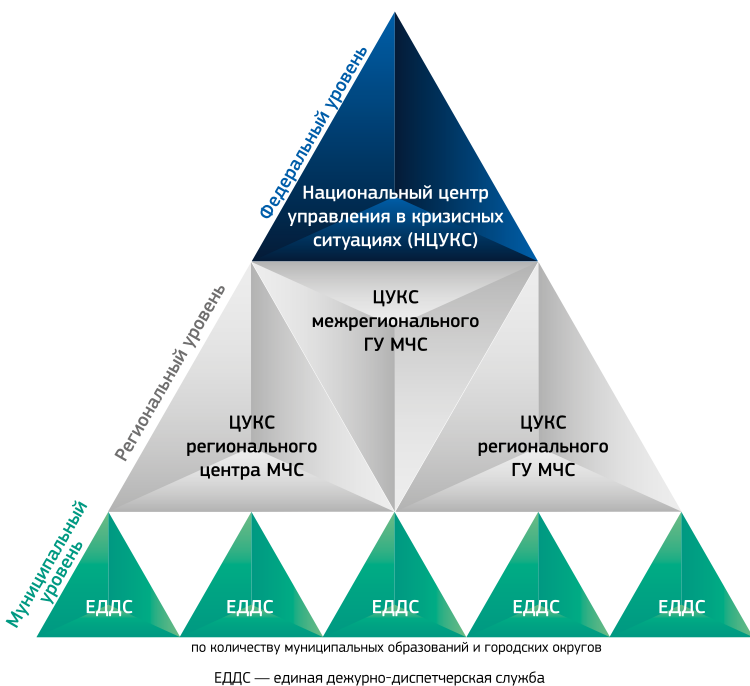 Федеральный уровень
Национальный центр
управления в кризисных
ситуациях (НЦУКС)
Региональный уровень
ЦУКС
межрегионального
ГУ МЧС
ЦУКС
регионального
центра МЧС
ЦУКС
регионального
ГУ МЧС
Муниципальный
уровень
ЕДДС
ЕДДС
ЕДДС
ЕДДС
ЕДДС
по количеству муниципальных образований и городских округов
ЕДДС — единая дежурно-диспетчерская служба